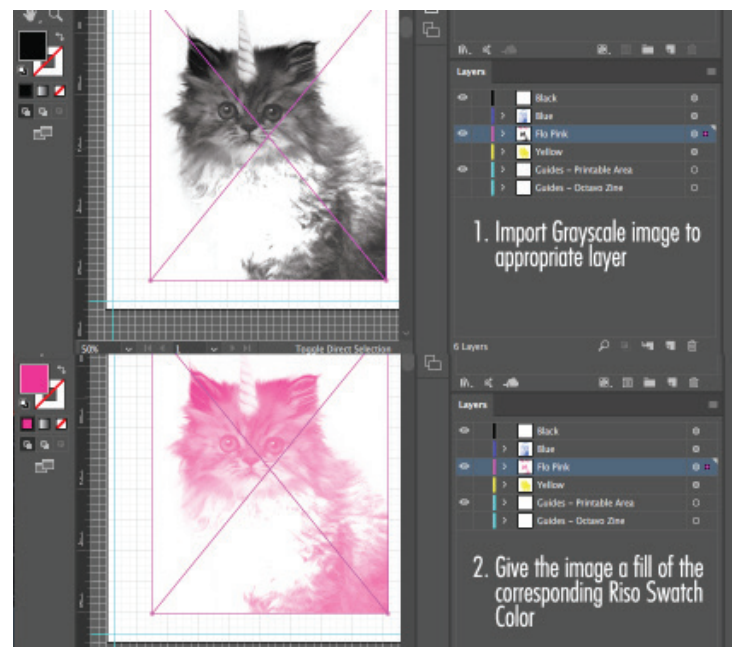 Layers
Black
Blue
Flo Pink
Yellow
Guides – Printable Area
Guides – Octavo Zine
1. Import Grayscale image to
appropriate layer
50%
1
Toggle Direct Selection
6 Layers
Layers
Black
Blue
Flo Pink
Yellow
Guides – Printable Area
Guides – Octavo Zine
2. Give the image a fill of the
corresponding Riso Swatch
Color